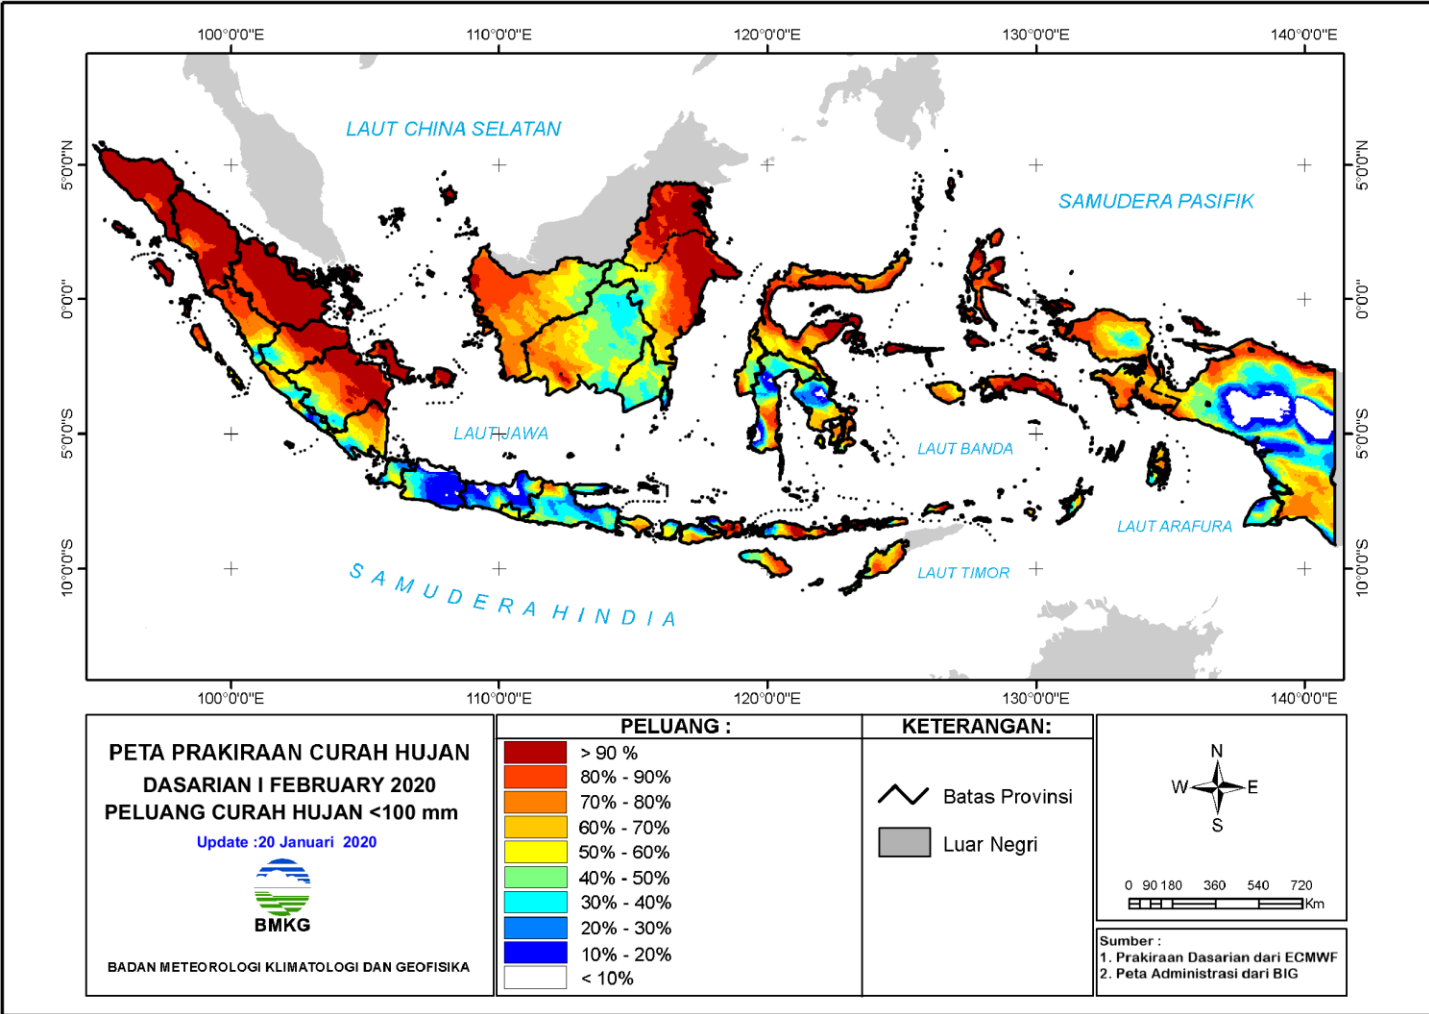 100°0'0"E 110°0'0"E 120°0'0"E 130°0'0"E 140°0'0"E
LAUT CHINA SELATAN
5°0'0"N 5°0'0"N
SAMUDERA PASIFIK
0°0'0" 0°0'0"
LAUT JAWA
5°0'0"S 5°0'0"S
LAUT BANDA
LAUT ARAFURA
10°0'0"S 10°0'0"S
LAUT TIMOR
SAMUDERA HINDIA
100°0'0"E 110°0'0"E 120°0'0"E 130°0'0"E 140°0'0"E
PETA PRAKIRAAN CURAH HUJAN
DASARIAN I FEBRUARY 2020
PELUANG CURAH HUJAN <100 mm
Update :20 Januari 2020
BMKG
BADAN METEOROLOGI KLIMATOLOGI DAN GEOFISIKA
PELUANG :
> 90 %
80% - 90%
70% - 80%
60% - 70%
50% - 60%
40% - 50%
30% - 40%
20% - 30%
10% - 20%
< 10%
KETERANGAN:
Batas Provinsi
Luar Negri
N
W E
S
0 90 180 360 540 720
Km
Sumber :
1. Prakiraan Dasarian dari ECMWF
2. Peta Administrasi dari BIG